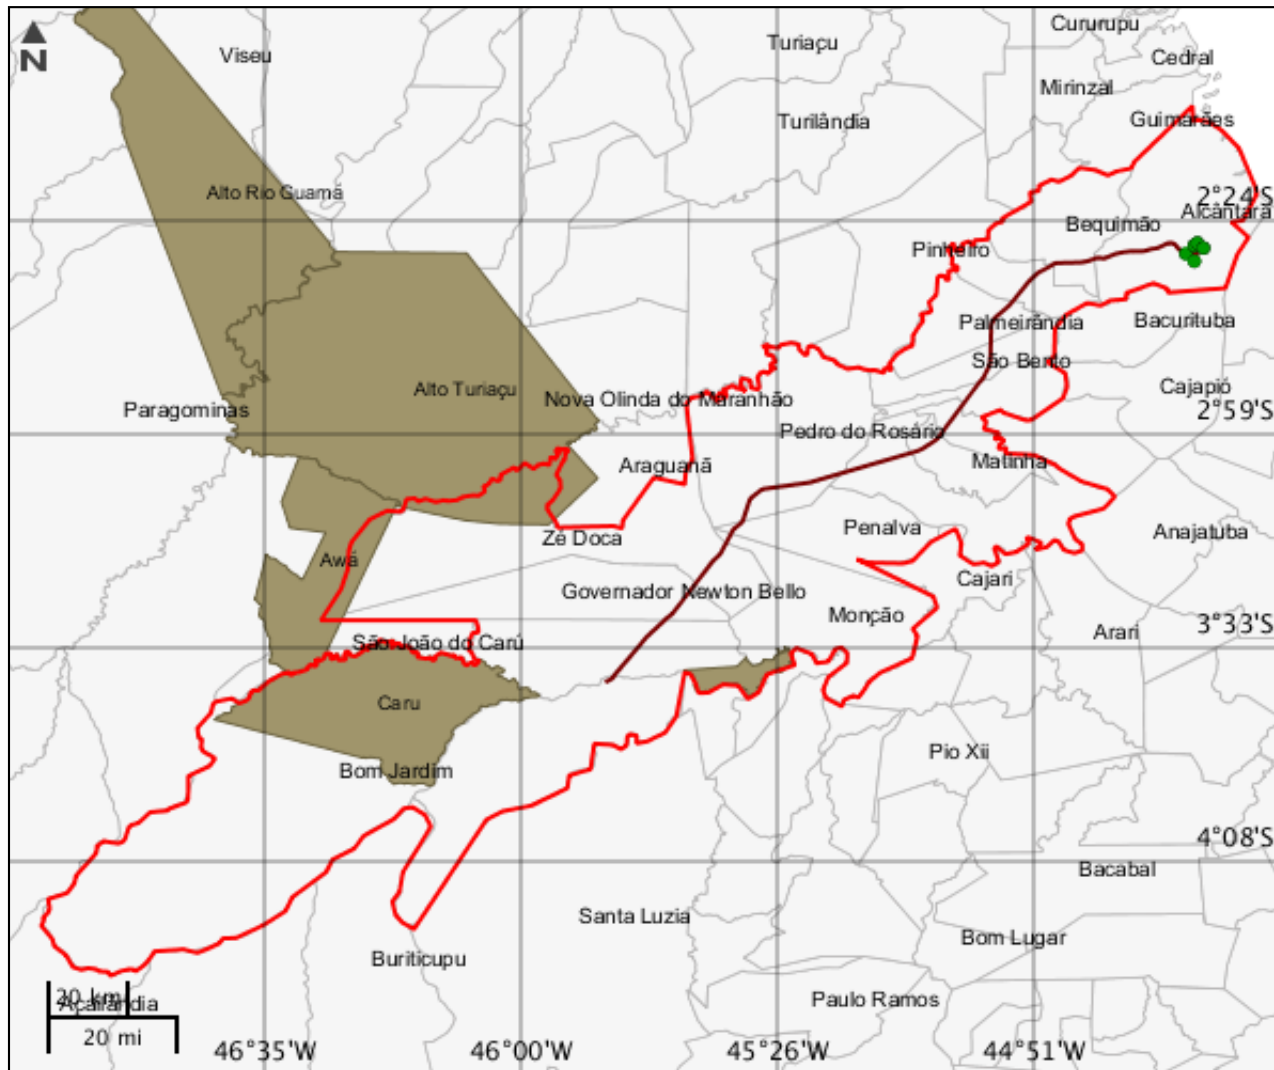 Cururupu
Turiaçu
Viseu
N
Cedral
Mirinzal
Guimarães
Turilândia
Alto Rio Guamá
2°24'S
Alcântara
Bequimão
Pinheiro
Palmeirândia
Bacurituba
São Bento
Alto Turiaçu
Cajapió
Nova Olinda do Maranhão
Paragominas
2°59'S
Pedro do Rosário
Araguanã
Matinha
Penalva
Anajatuba
Zé Doca
Awá
Cajari
Governador Newton Bello
Monção
3°33'S
Arari
São João do Carú
Caru
Pio Xii
Bom Jardim
4°08'S
Bacabal
Santa Luzia
Bom Lugar
Buriticupu
20 km
Açailândia
Paulo Ramos
20 mi
46°35'W
46°00'W
45°26'W
44°51'W